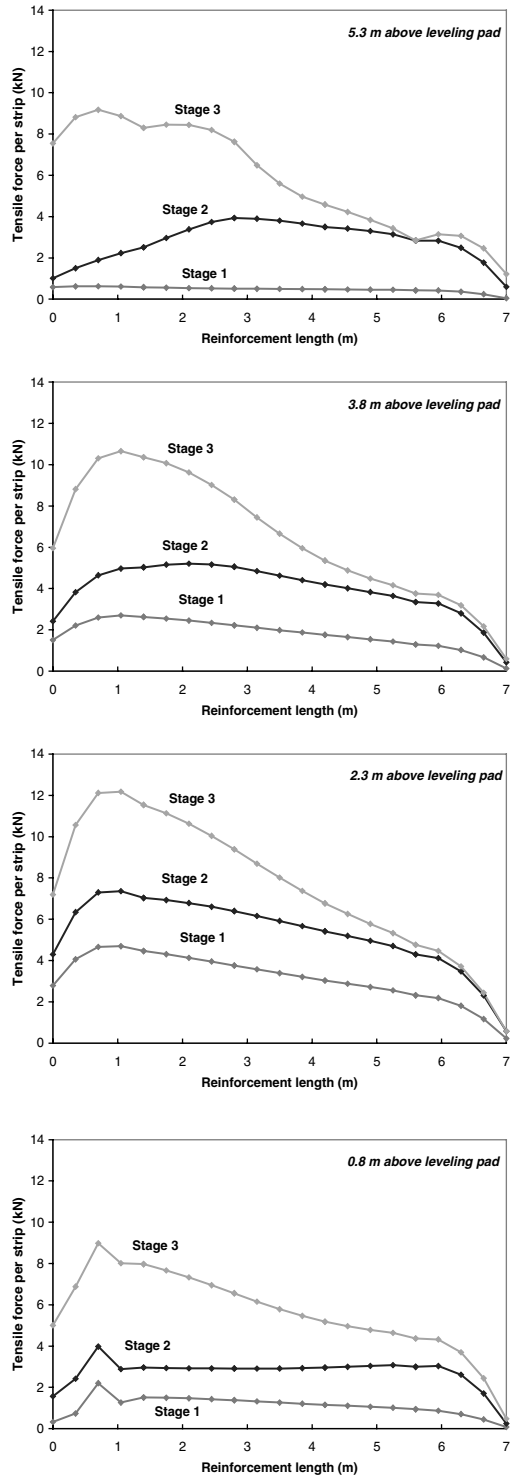 5.3 m above leveling pad
Tensile force per strip (kN)
14
12
10
8
6
4
2
0
Stage 3
Stage 2
Stage 1
0 1 2 3 4 5 6 7
Reinforcement length (m)
3.8 m above leveling pad
Tensile force per strip (kN)
14
12
10
8
6
4
2
0
Stage 3
Stage 2
Stage 1
0 1 2 3 4 5 6 7
Reinforcement length (m)
2.3 m above leveling pad
Tensile force per strip (kN)
14
12
10
8
6
4
2
0
Stage 3
Stage 2
Stage 1
0 1 2 3 4 5 6 7
Reinforcement length (m)
0.8 m above leveling pad
Tensile force per strip (kN)
14
12
10
8
6
4
2
0
Stage 3
Stage 2
Stage 1
0 1 2 3 4 5 6 7
Reinforcement length (m)